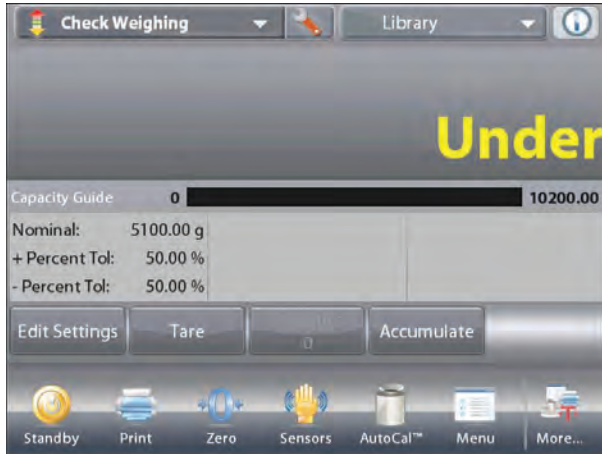 Check Weighing Library
Under
Capacity Guide 0 10200.00
Nominal: 5100.00 g
+ Percent Tol: 50.00 %
- Percent Tol: 50.00 %
Edit Settings Tare 0 Accumulate
Standby Print Zero Sensors AutoCal™ Menu More...